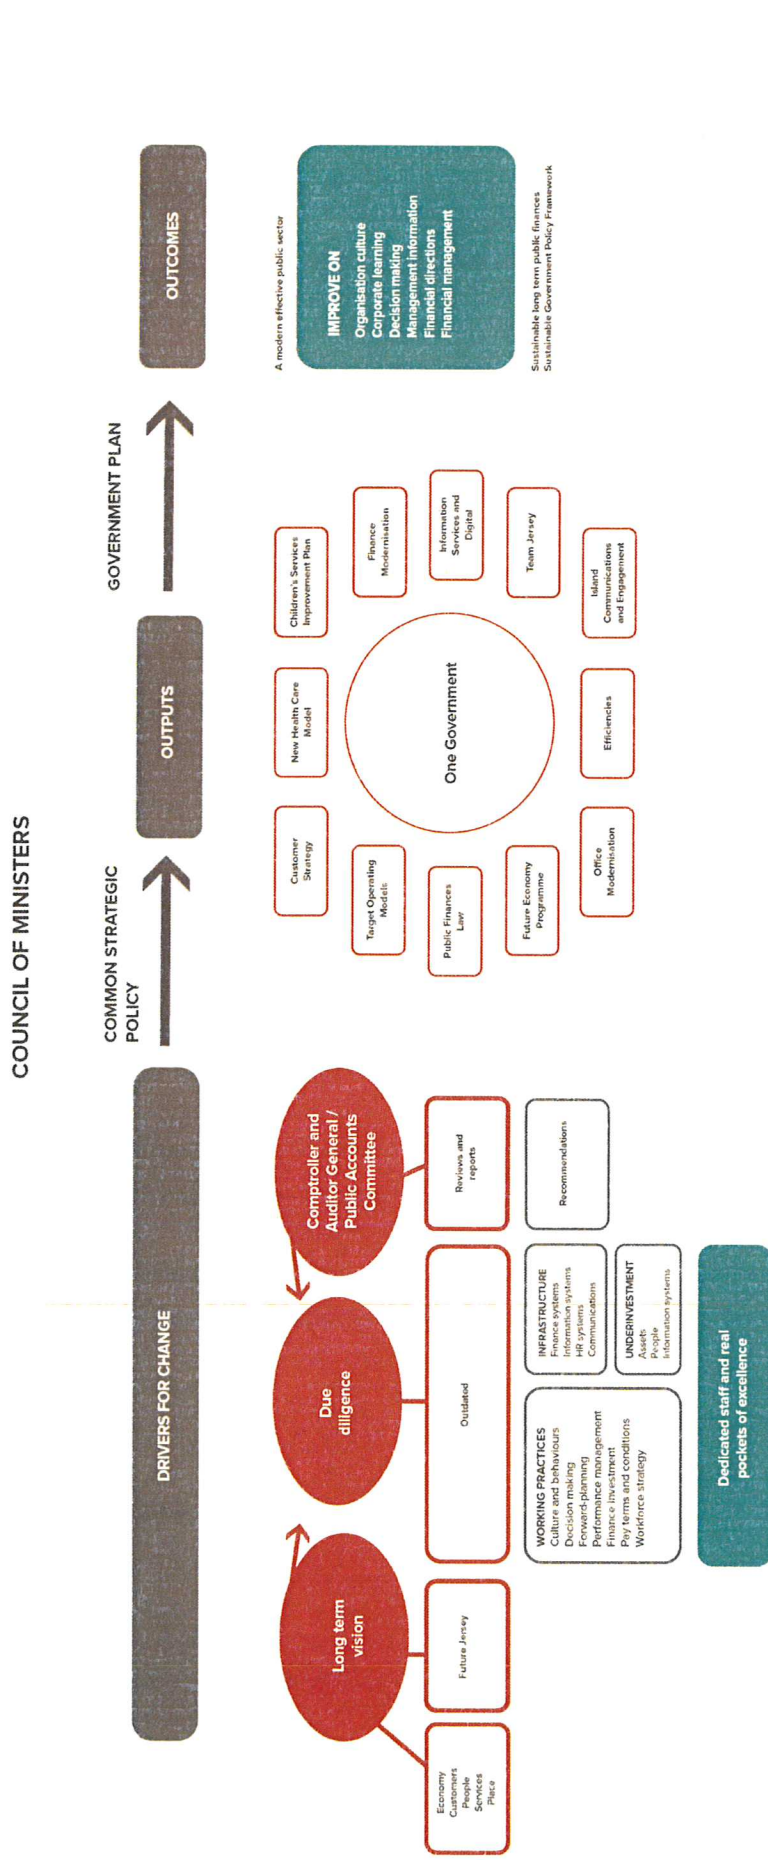 COUNCIL OF MINISTERS
DRIVERS FOR CHANGE
COMMON STRATEGIC
POLICY
OUTPUTS
GOVERNMENT PLAN
OUTCOMES
Long term
vision
Due
diligence
Comptroller and
Auditor General /
Public Accounts
Committee
Economy
Customers
People
Services
Place
Future Jersey
Outdated
Reviews and
reports
WORKING PRACTICES
Culture and behaviours
Decision making
Forward-planning
Performance management
Finance investment
Pay terms and conditions
Workforce strategy
INFRASTRUCTURE
Finance systems
Information systems
HR systems
Communications
UNDERINVESTMENT
Assets
People
Information systems
Recommendations
Dedicated staff and real
pockets of excellence
Customer
Strategy
New Health Care
Model
Children's Services
Improvement Plan
Target Operating
Models
Finance
Modernisation
Public Finances
Law
One Government
Information
Services and
Digital
Future Economy
Programme
Team Jersey
Office
Modernisation
Efficiencies
Island
Communications
and Engagement
A modern effective public sector
IMPROVE ON
Organisation culture
Corporate learning
Decision making
Management information
Financial directions
Financial management
Sustainable long term public finances
Sustainable Government Policy Framework